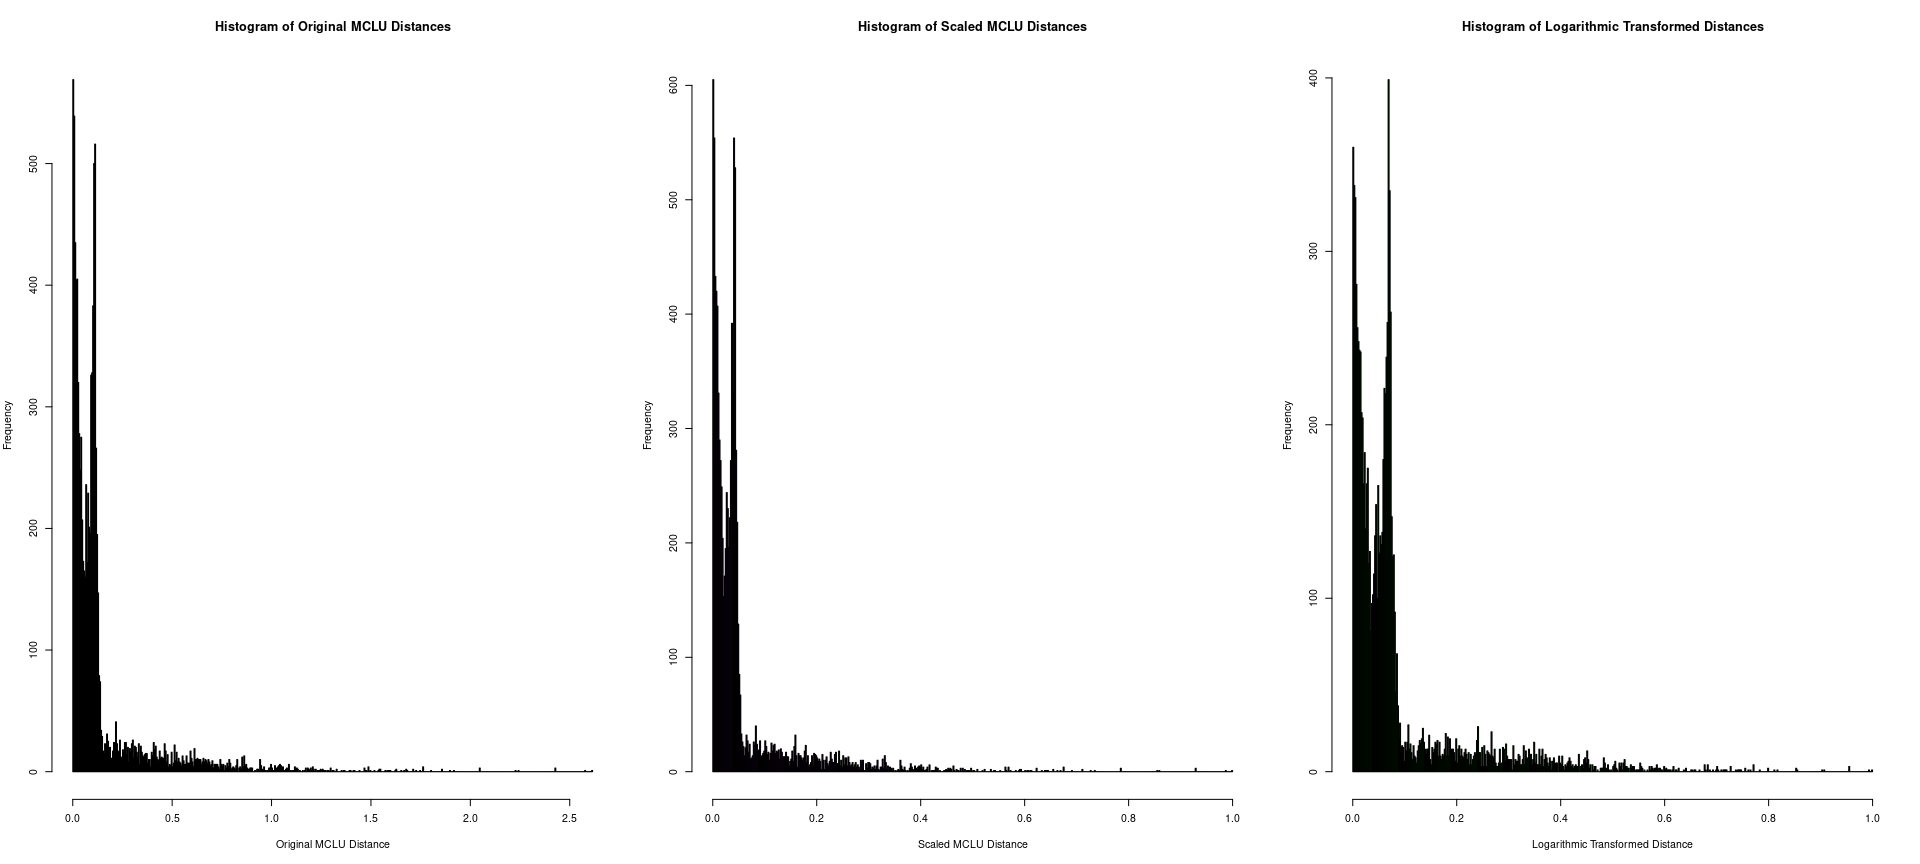 Histogram of Original MCLU Distances
Frequency
500
400
300
200
100
0
0.0 0.5 1.0 1.5 2.0 2.5
Original MCLU Distance
Histogram of Scaled MCLU Distances
Frequency
600
500
400
300
200
100
0
0.0 0.2 0.4 0.6 0.8 1.0
Scaled MCLU Distance
Histogram of Logarithmic Transformed Distances
Frequency
400
300
200
100
0
0.0 0.2 0.4 0.6 0.8 1.0
Logarithmic Transformed Distance